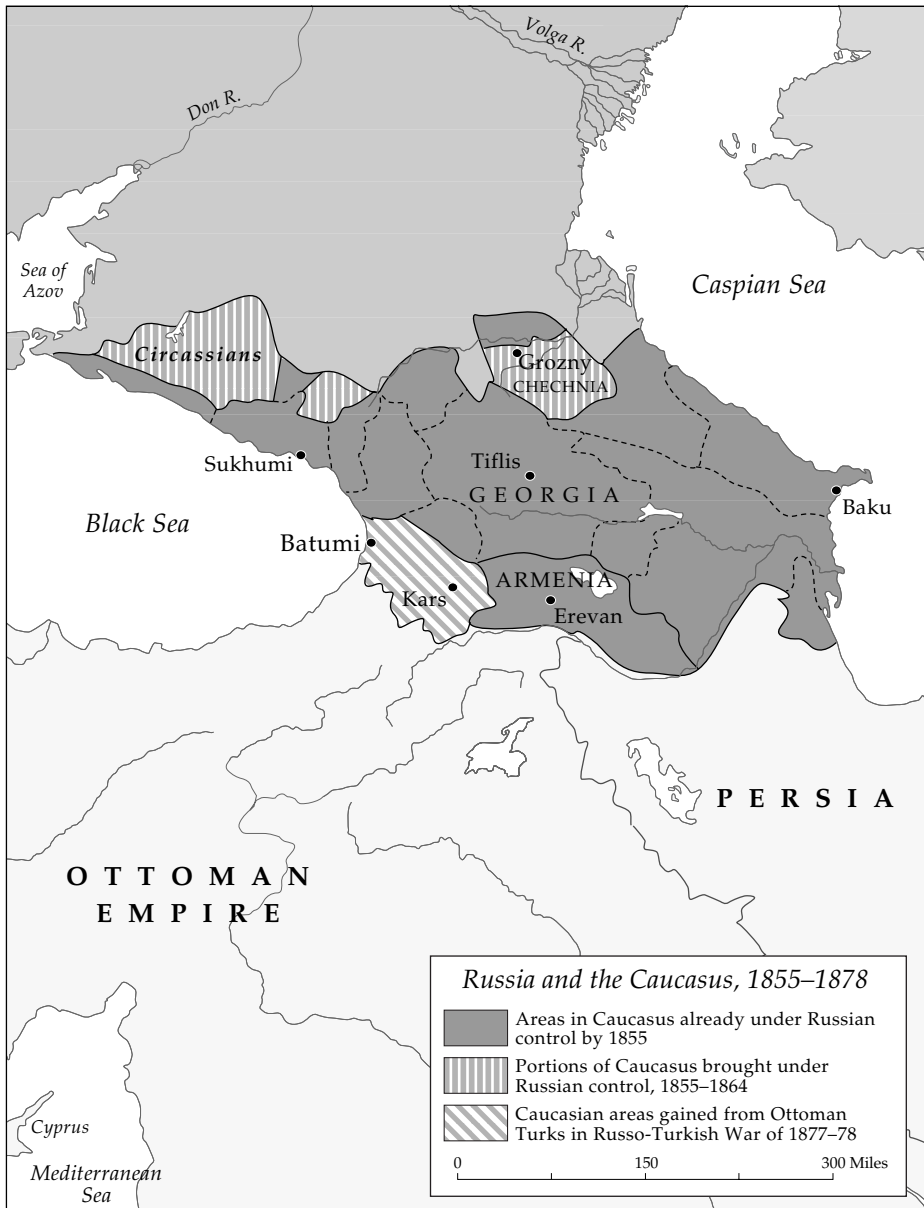 Volga R.
Don R.
Sea of
Azov
Caspian Sea
Circassians
Grozny
CHECHNIA
Sukhumi
Tiflis
GEORGIA
Baku
Black Sea
Batumi
ARMENIA
Kars
Erevan
PERSIA
OTTOMAN
EMPIRE
Russia and the Caucasus, 1855–1878
Areas in Caucasus already under Russian
control by 1855
Portions of Caucasus brought under
Russian control, 1855–1864
Caucasian areas gained from Ottoman
Turks in Russo-Turkish War of 1877–78
0 150 300 Miles
Cyprus
Mediterranean
Sea